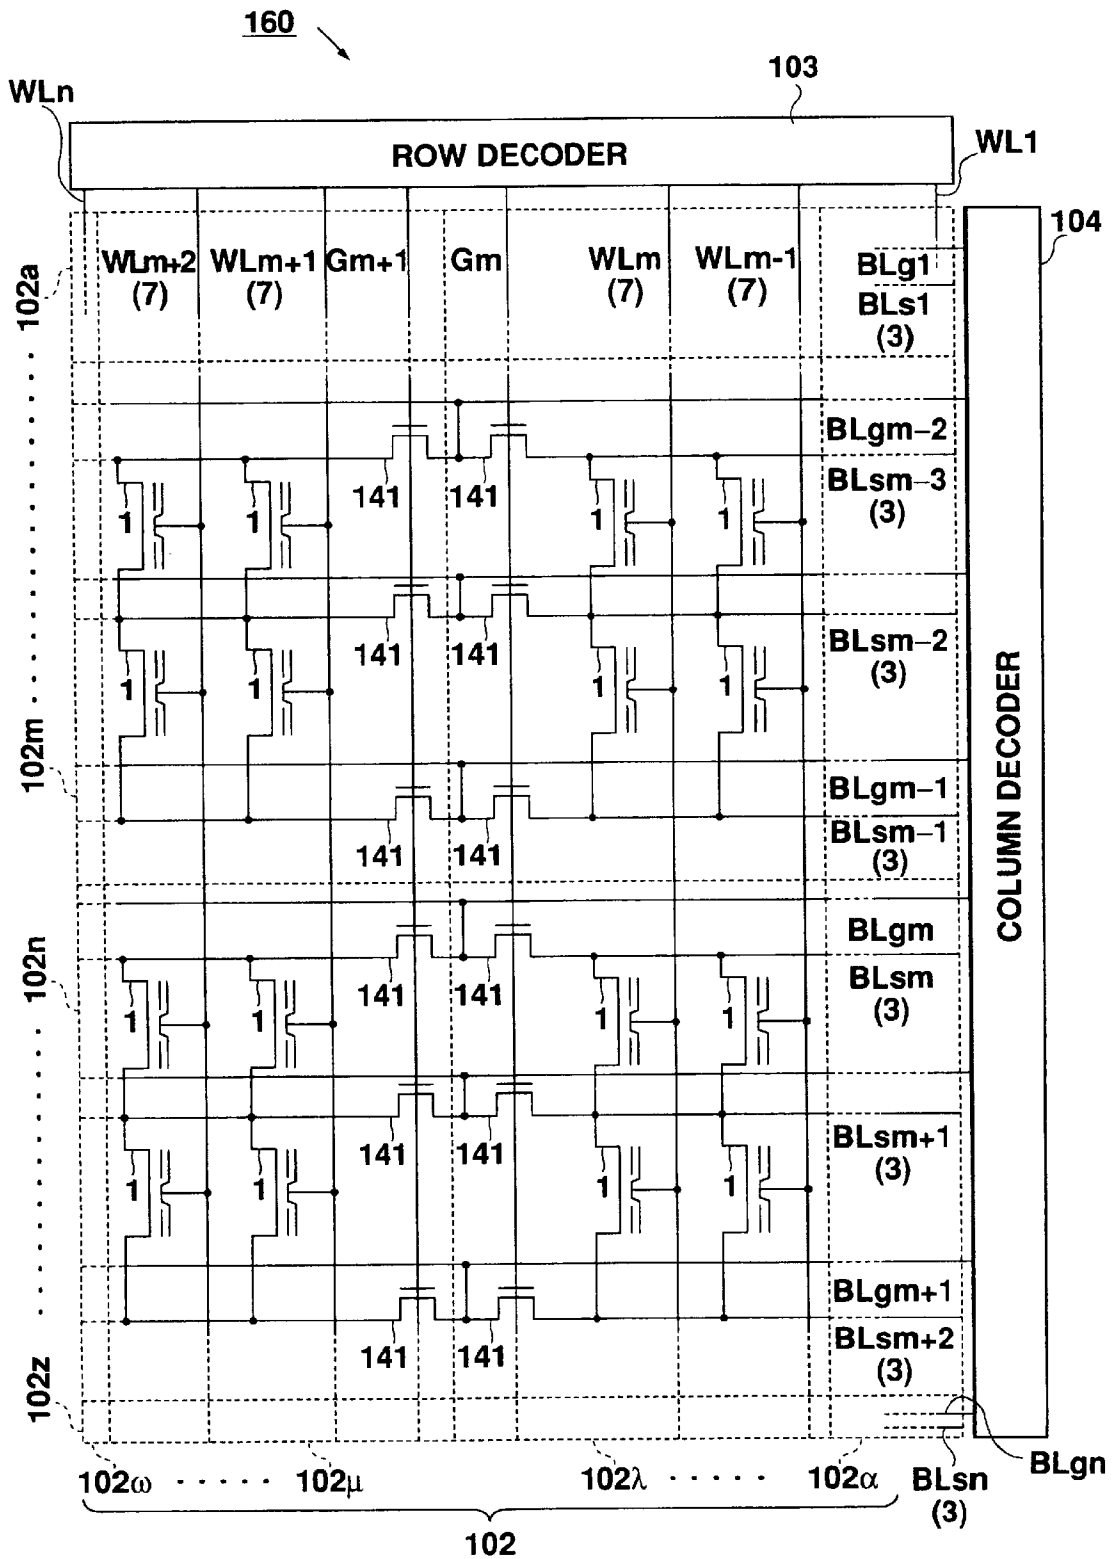 160
WLn
103
ROW DECODER
WL1
104
102a
WLm+2 WLm+1 Gm+1 Gm WLm WLm-1 BLg1
(7) (7) (7) (7)
BLs1
(3)
BLgm-2
141 141
BLsm-3
(3)
1 1 1 1
141 141
BLsm-2
(3)
1 1 1 1
102m
BLgm-1
141 141
BLsm-1
(3)
COLUMN DECODER
BLgm
102n
141 141
BLsm
(3)
1 1 1 1
141 141
BLsm+1
(3)
1 1 1 1
BLgm+1
141 141
BLsm+2
(3)
102z
102ω 102μ 102λ 102α
BLsn
(3)
BLgn
102